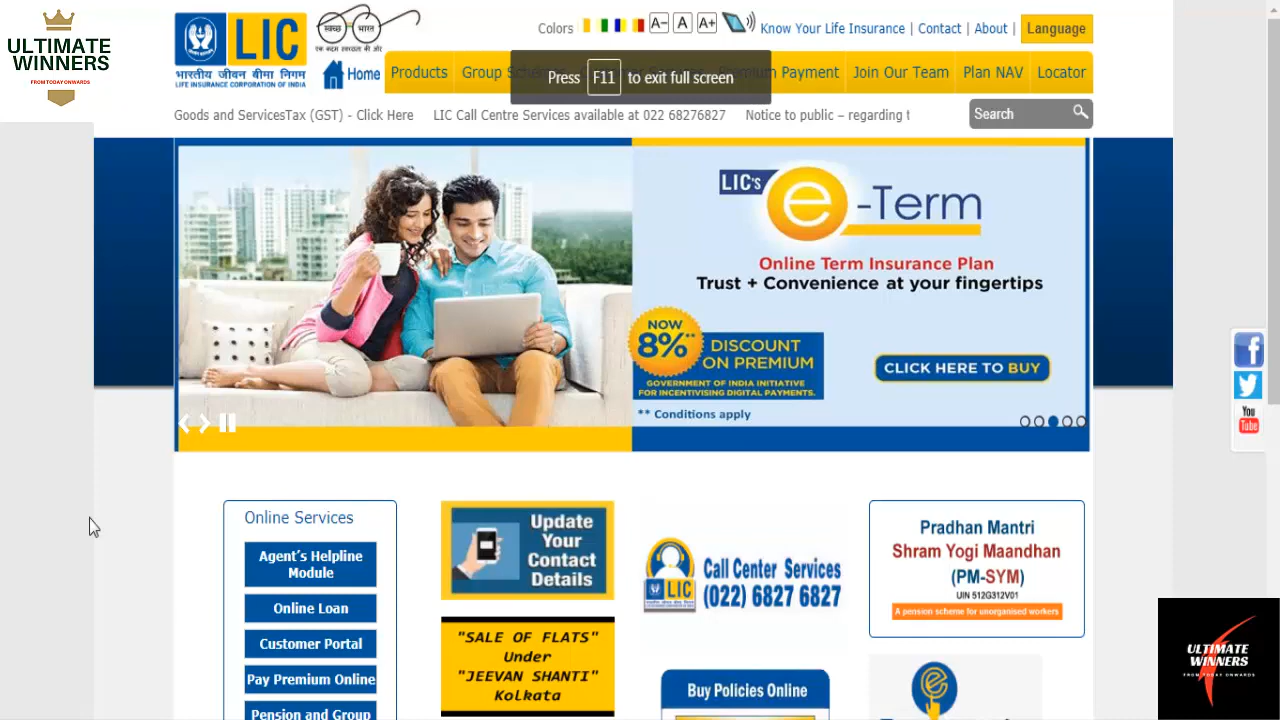 ULTIMATE
WINNERS
FROM TODAY ONWARDS
LIC
भारतीय जीवन बीमा निगम
LIFE INSURANCE CORPORATION OF INDIA
स्वच्छ भारत
एक कदम स्वच्छता की ओर
Colors
A- A A+
Know Your Life Insurance | Contact | About |
Language
Home
Products
Group Schemes
Premium Payment
Join Our Team
Plan NAV
Locator
Press F11 to exit full screen
Goods and ServicesTax (GST) - Click Here
LIC Call Centre Services available at 022 68276827
Notice to public – regarding t
Search
LIC's
e-Term
Online Term Insurance Plan
Trust + Convenience at your fingertips
NOW
8%**
DISCOUNT
ON PREMIUM
GOVERNMENT OF INDIA INITIATIVE
FOR INCENTIVISING DIGITAL PAYMENTS.
** Conditions apply
CLICK HERE TO BUY
f
You
Tube
Online Services
Agent's Helpline
Module
Online Loan
Customer Portal
Pay Premium Online
Pension and Group
Update
Your
Contact
Details
"SALE OF FLATS"
Under
"JEEVAN SHANTI"
Kolkata
LIC
Call Center Services
(022) 6827 6827
Buy Policies Online
Pradhan Mantri
Shram Yogi Maandhan
(PM-SYM)
UIN 512G312V01
A pension scheme for unorganised workers
e
ULTIMATE
WINNERS
FROM TODAY ONWARDS